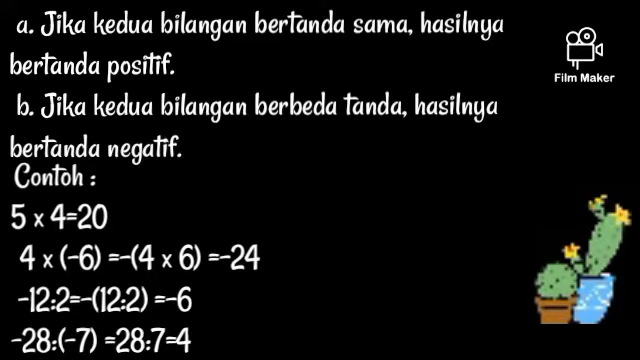 a. Jika kedua bilangan bertanda sama, hasilnya
bertanda positif.
b. Jika kedua bilangan berbeda tanda, hasilnya
bertanda negatif.
Contoh :
5 x 4=20
4 x (-6) =-(4 x 6) =-24
-12:2=-(12:2) =-6
-28:(-7) =28:7=4
Film Maker